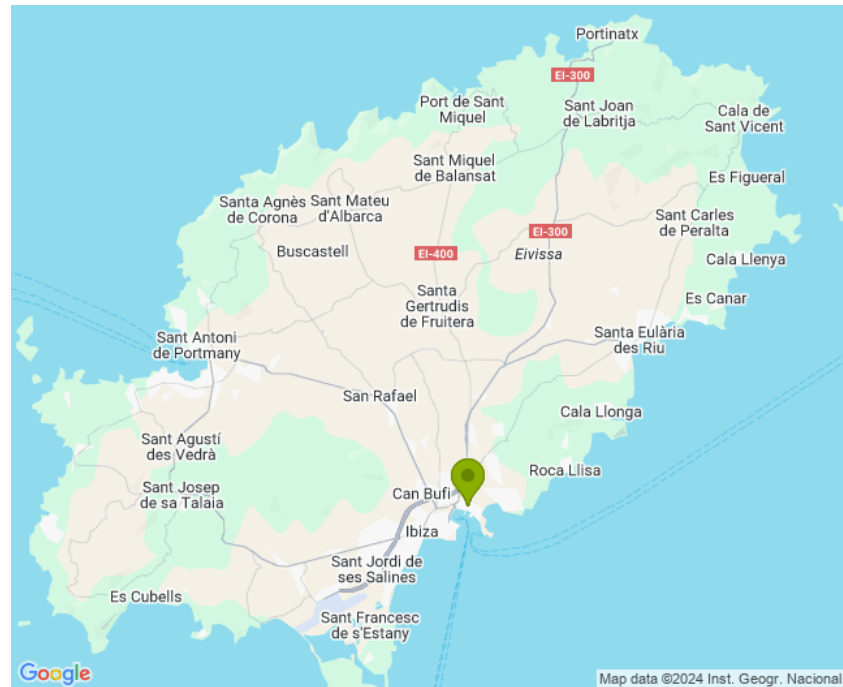 Portinatx
EI-300
Port de Sant
Miquel
Sant Joan
de Labritja
Cala de
Sant Vicent
Sant Miquel
de Balansat
Es Figueral
Santa Agnès
de Corona
Sant Mateu
d'Albarca
Sant Carles
de Peralta
EI-300
Buscastell
EI-400
Eivissa
Cala Llenya
Santa
Gertrudis
de Fruitera
Es Canar
Sant Antoni
de Portmany
Santa Eulària
des Riu
San Rafael
Cala Llonga
Sant Agustí
des Vedrà
Roca Llisa
Sant Josep
de sa Talaia
Can Bufí
Ibiza
Sant Jordi de
ses Salines
Es Cubells
Sant Francesc
de s'Estany
Google
Map data ©2024 Inst. Geogr. Nacional